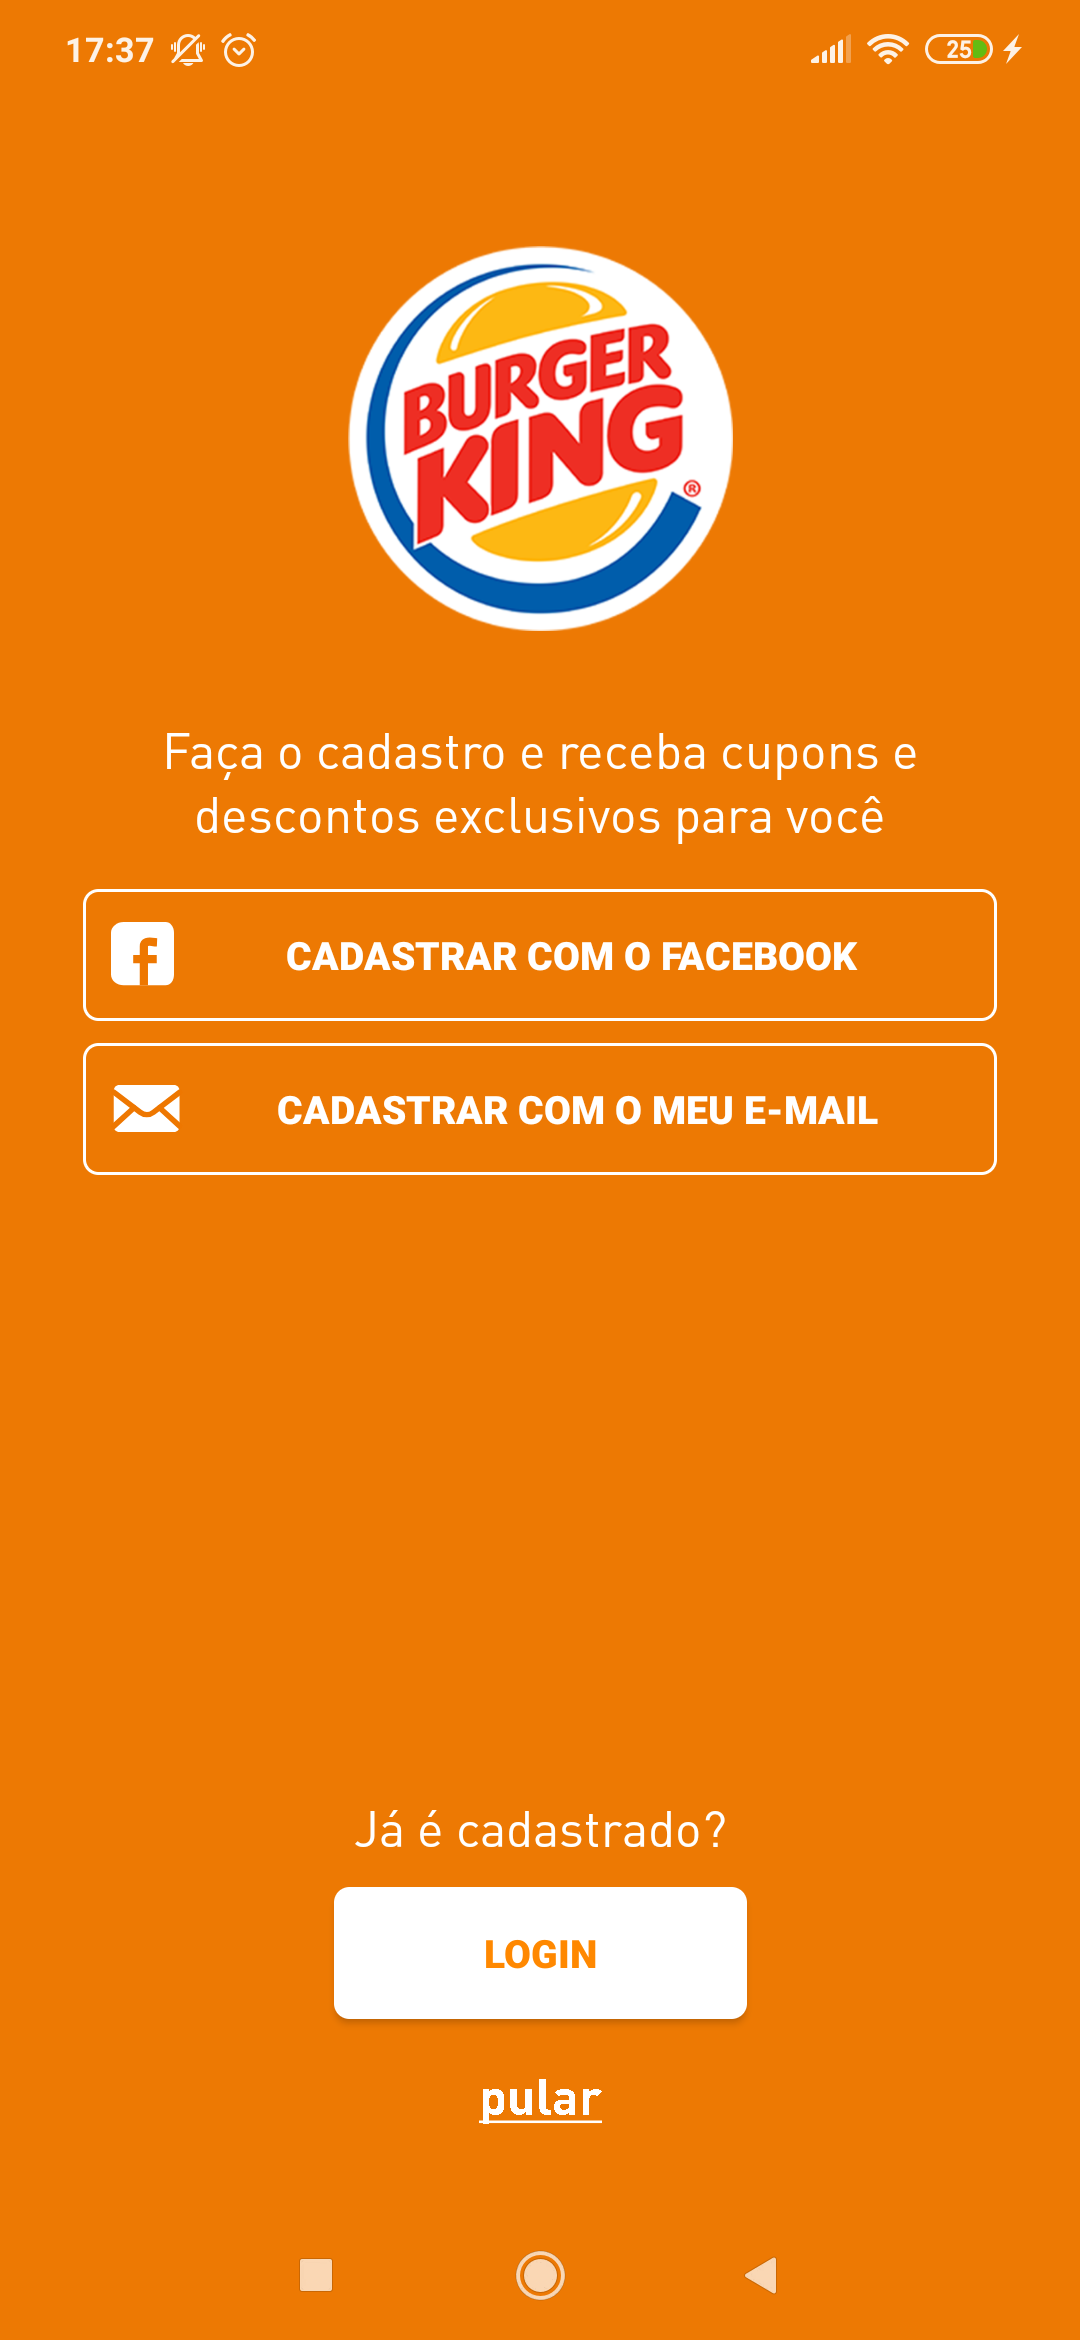 17:37
25
BURGER
KING
®
Faça o cadastro e receba cupons e
descontos exclusivos para você
CADASTRAR COM O FACEBOOK
CADASTRAR COM O MEU E-MAIL
Já é cadastrado?
LOGIN
pular